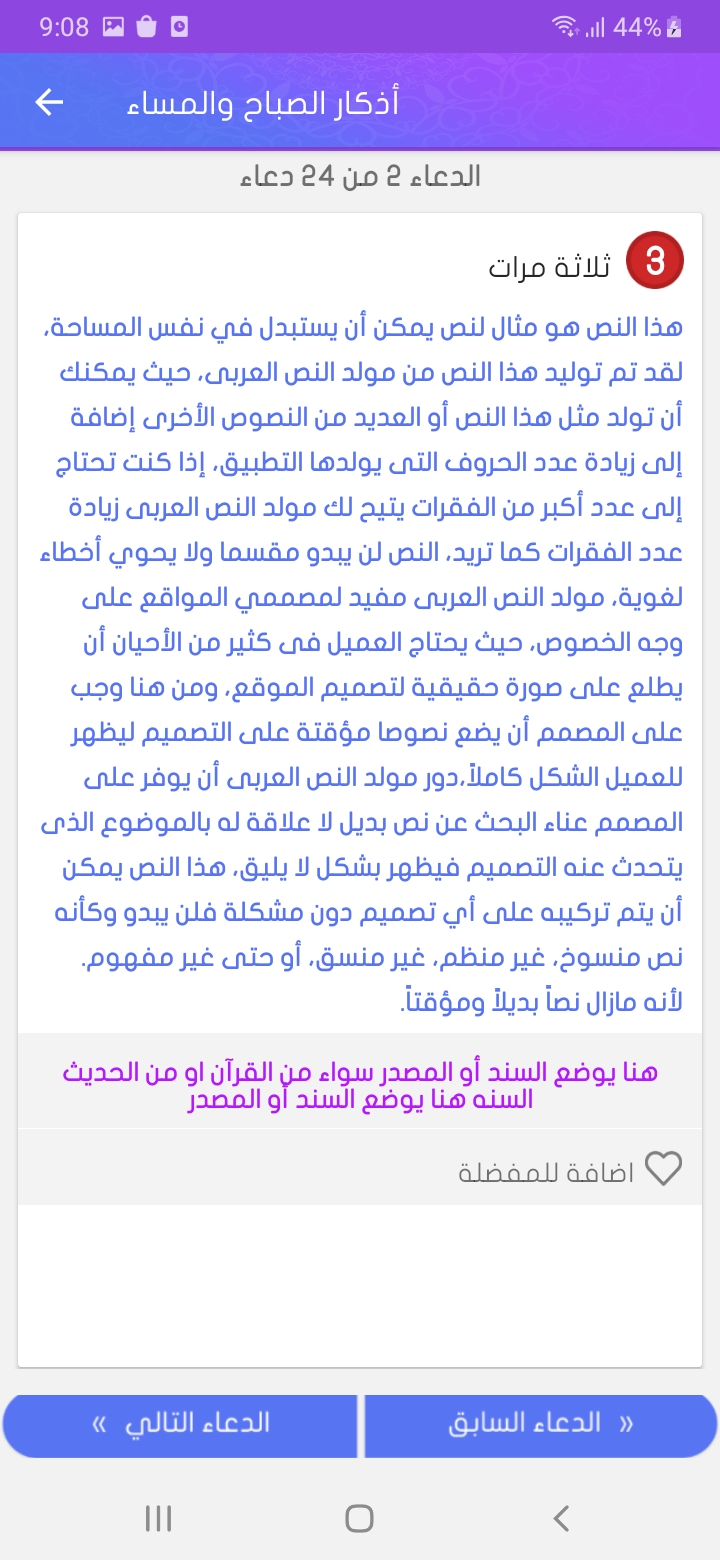 9:08
44%
أذكار الصباح والمساء
الدعاء 2 من 24 دعاء
3
ثلاثة مرات
هذا النص هو مثال لنص يمكن أن يستبدل في نفس المساحة،
لقد تم توليد هذا النص من مولد النص العربى، حيث يمكنك
أن تولد مثل هذا النص أو العديد من النصوص الأخرى إضافة
إلى زيادة عدد الحروف التى يولدها التطبيق، إذا كنت تحتاج
إلى عدد أكبر من الفقرات يتيح لك مولد النص العربى زيادة
عدد الفقرات كما تريد، النص لن يبدو مقسما ولا يحوي أخطاء
لغوية، مولد النص العربى مفيد لمصممي المواقع على
وجه الخصوص، حيث يحتاج العميل فى كثير من الأحيان أن
يطلع على صورة حقيقية لتصميم الموقع، ومن هنا وجب
على المصمم أن يضع نصوصا مؤقتة على التصميم ليظهر
للعميل الشكل كاملاً،دور مولد النص العربى أن يوفر على
المصمم عناء البحث عن نص بديل لا علاقة له بالموضوع الذى
يتحدث عنه التصميم فيظهر بشكل لا يليق، هذا النص يمكن
أن يتم تركيبه على أي تصميم دون مشكلة فلن يبدو وكأنه
نص منسوخ، غير منظم، غير منسق، أو حتى غير مفهوم.
لأنه مازال نصاً بديلاً ومؤقتاً.
هنا يوضع السند أو المصدر سواء من القرآن او من الحديث
السنه هنا يوضع السند أو المصدر
اضافة للمفضلة
« الدعاء السابق
الدعاء التالي »